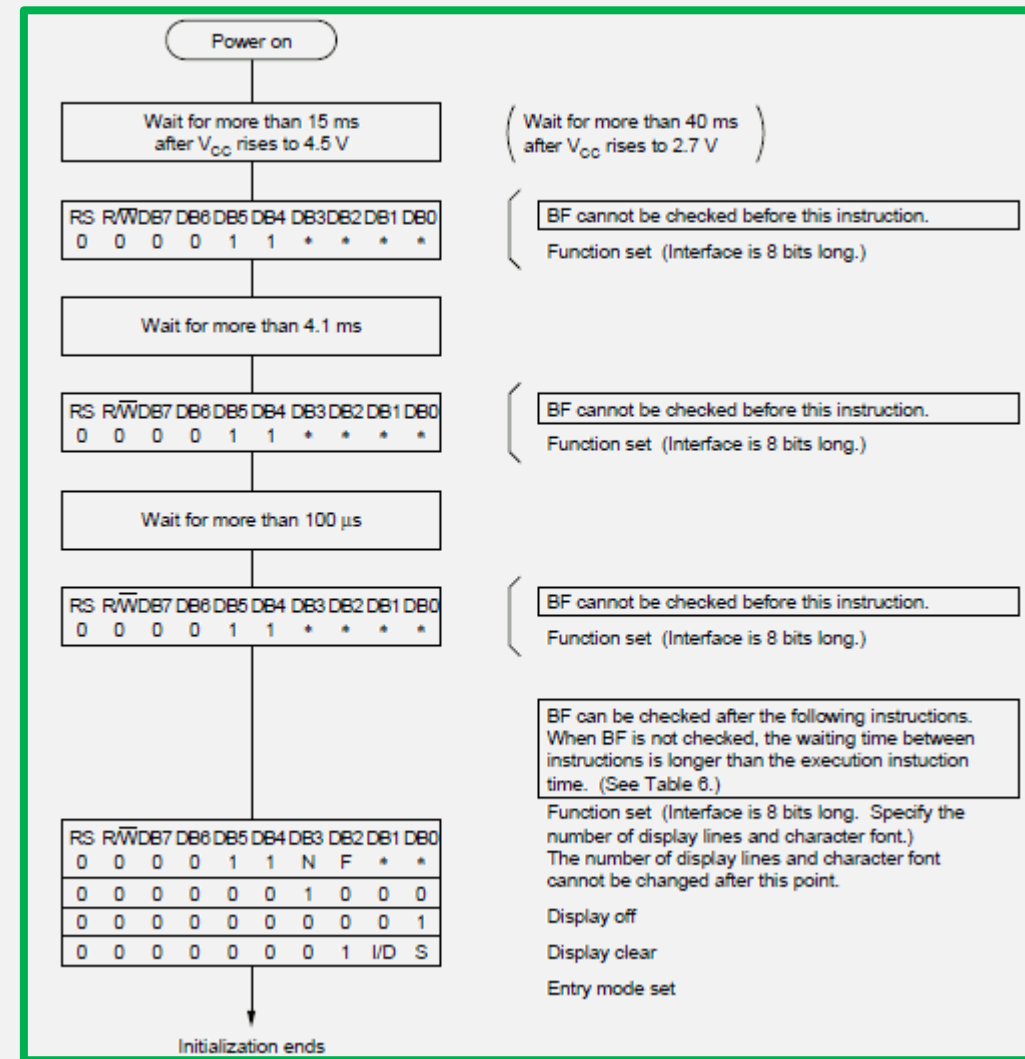 Power on
Wait for more than 15 ms
after VCC rises to 4.5 V
Wait for more than 40 ms
after VCC rises to 2.7 V
RS R/W DB7 DB6 DB5 DB4 DB3 DB2 DB1 DB0
0 0 0 0 1 1 * * * *
BF cannot be checked before this instruction.
Function set (Interface is 8 bits long.)
Wait for more than 4.1 ms
RS R/W DB7 DB6 DB5 DB4 DB3 DB2 DB1 DB0
0 0 0 0 1 1 * * * *
BF cannot be checked before this instruction.
Function set (Interface is 8 bits long.)
Wait for more than 100 μs
RS R/W DB7 DB6 DB5 DB4 DB3 DB2 DB1 DB0
0 0 0 0 1 1 * * * *
BF cannot be checked before this instruction.
Function set (Interface is 8 bits long.)
BF can be checked after the following instructions.
When BF is not checked, the waiting time between
instructions is longer than the execution instuction
time. (See Table 6.)
RS R/W DB7 DB6 DB5 DB4 DB3 DB2 DB1 DB0
0 0 0 0 1 1 N F * *
0 0 0 0 0 0 1 0 0 0
0 0 0 0 0 0 0 0 0 1
0 0 0 0 0 0 0 1 I/D S
Function set (Interface is 8 bits long. Specify the
number of display lines and character font.)
The number of display lines and character font
cannot be changed after this point.
Display off
Display clear
Entry mode set
Initialization ends